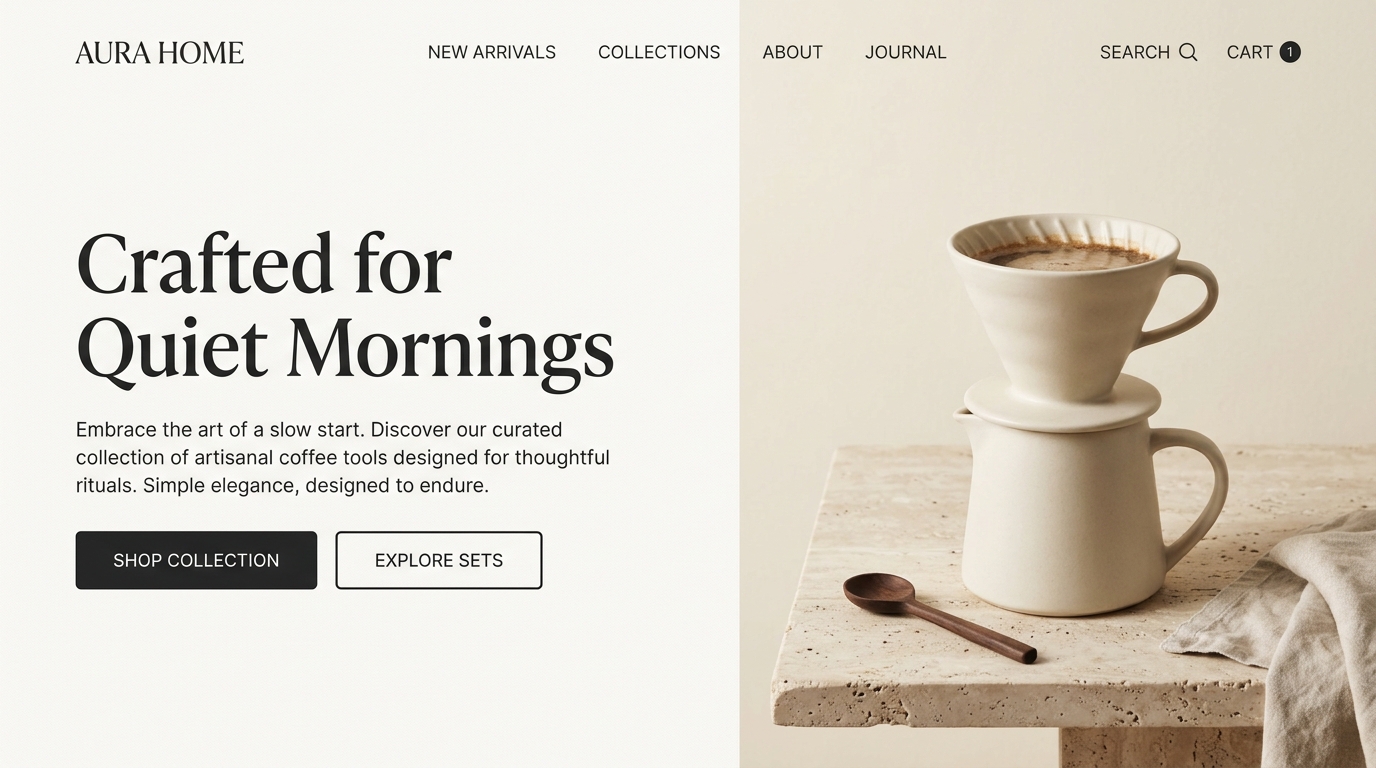 AURA HOME
NEW ARRIVALS
COLLECTIONS
ABOUT
JOURNAL
SEARCH
CART 1
Crafted for
Quiet Mornings
Embrace the art of a slow start. Discover our curated
collection of artisanal coffee tools designed for thoughtful
rituals. Simple elegance, designed to endure.
SHOP COLLECTION
EXPLORE SETS